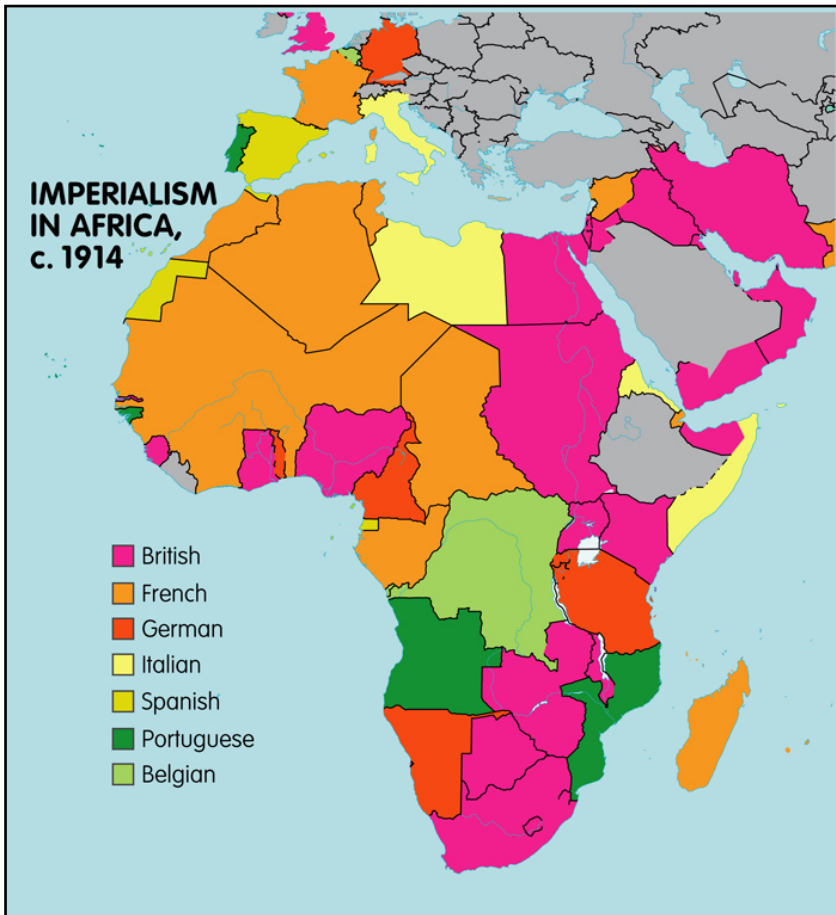 IMPERIALISM
IN AFRICA,
c. 1914
British
French
German
Italian
Spanish
Portuguese
Belgian